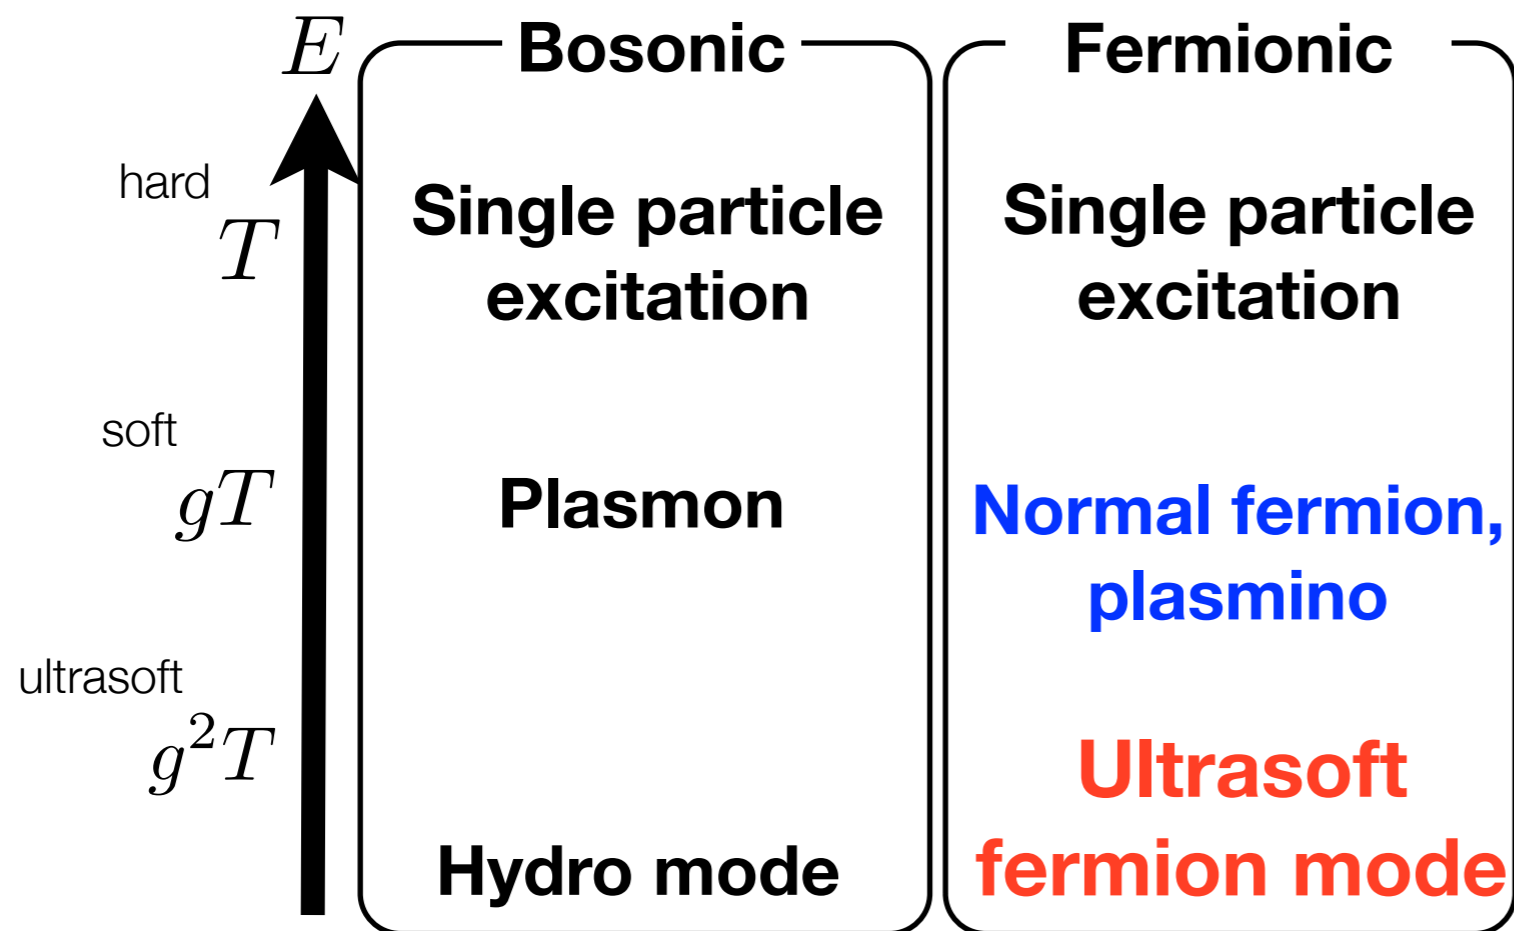 E
Bosonic
Fermionic
hard
T
Single particle
excitation
Single particle
excitation
soft
gT
Plasmon
Normal fermion,
plasmino
ultrasoft
g²T
Ultrasoft
fermion mode
Hydro mode